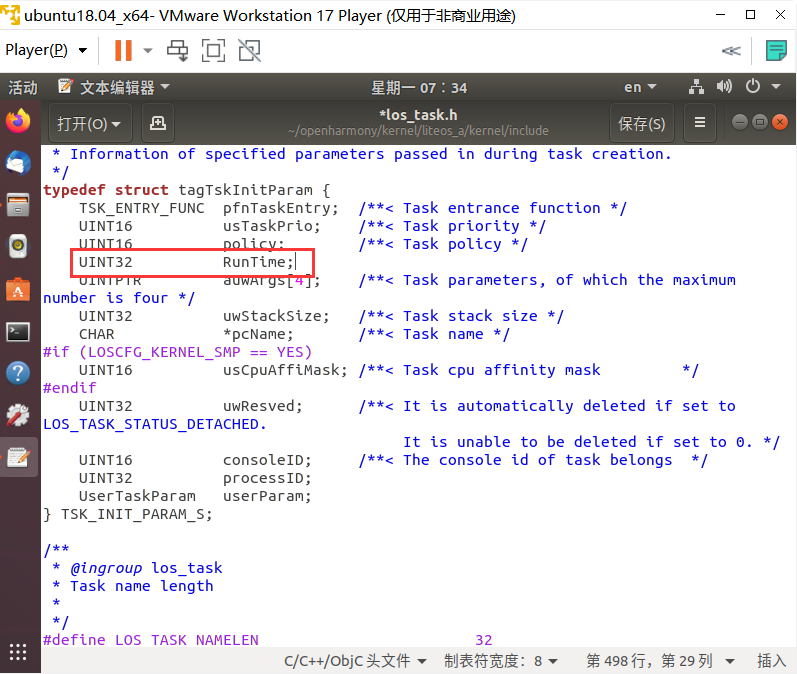 ubuntu18.04_x64- VMware Workstation 17 Player (仅用于非商业用途)
Player(P)
活动 文本编辑器 星期一 07：34 en
打开(O) *los_task.h 保存(S)
~/openharmony/kernel/liteos_a/kernel/include
 * Information of specified parameters passed in during task creation.
 */
typedef struct tagTskInitParam {
    TSK_ENTRY_FUNC  pfnTaskEntry;  /**< Task entrance function */
    UINT16          usTaskPrio;    /**< Task priority */
    UINT16          policy;        /**< Task policy */
    UINT32          RunTime;
    UINTPTR         auwArgs[4];    /**< Task parameters, of which the maximum
number is four */
    UINT32          uwStackSize;   /**< Task stack size */
    CHAR            *pcName;       /**< Task name */
#if (LOSCFG_KERNEL_SMP == YES)
    UINT16          usCpuAffiMask; /**< Task cpu affinity mask         */
#endif
    UINT32          uwResved;      /**< It is automatically deleted if set to
LOS_TASK_STATUS_DETACHED.
                                        It is unable to be deleted if set to 0. */
    UINT16          consoleID;     /**< The console id of task belongs  */
    UINT32          processID;
    UserTaskParam   userParam;
} TSK_INIT_PARAM_S;
/**
 * @ingroup los_task
 * Task name length
 *
 */
#define LOS_TASK_NAMELEN                        32
C/C++/ObjC 头文件 制表符宽度：8 第 498 行，第 29 列 插入